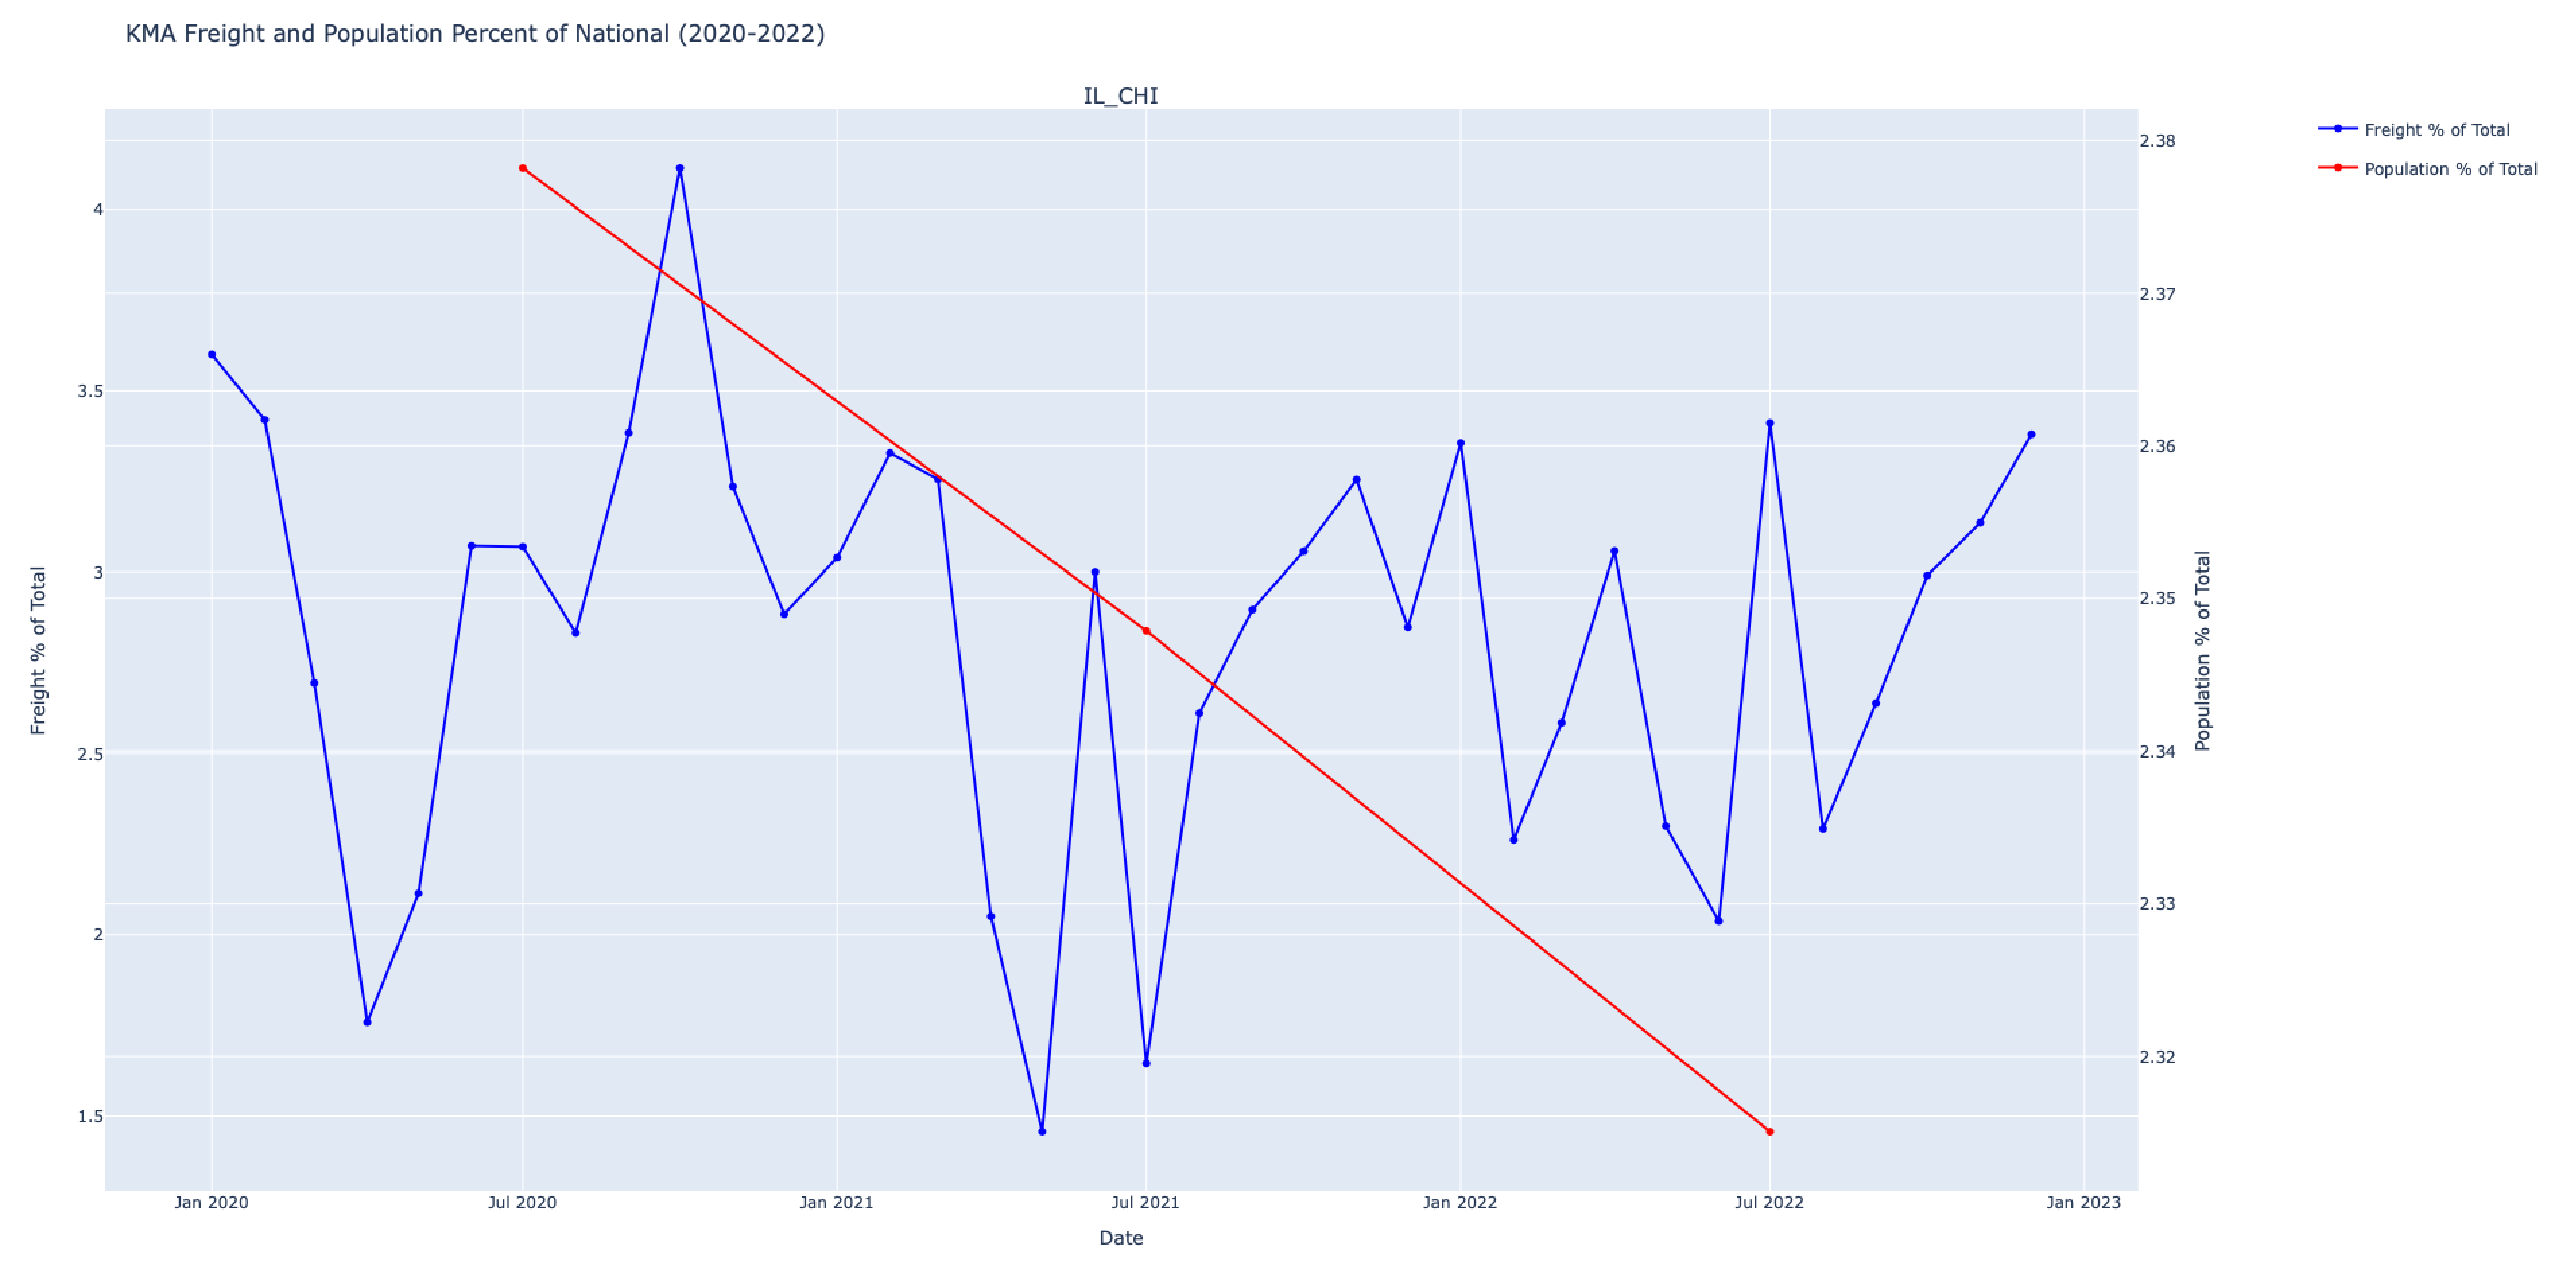 KMA Freight and Population Percent of National (2020-2022)
IL_CHI
Freight % of Total
Population % of Total
4
3.5
3
2.5
2
1.5
Freight % of Total
2.38
2.37
2.36
2.35
2.34
2.33
2.32
Population % of Total
Jan 2020 Jul 2020 Jan 2021 Jul 2021 Jan 2022 Jul 2022 Jan 2023
Date